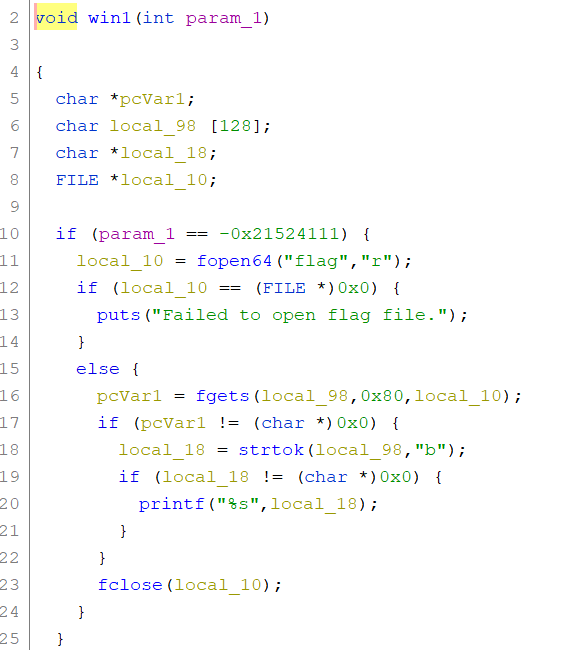 2 void win1(int param_1)
3
4 {
5 char *pcVar1;
6 char local_98 [128];
7 char *local_18;
8 FILE *local_10;
9
10 if (param_1 == -0x21524111) {
11 local_10 = fopen64("flag","r");
12 if (local_10 == (FILE *)0x0) {
13 puts("Failed to open flag file.");
14 }
15 else {
16 pcVar1 = fgets(local_98,0x80,local_10);
17 if (pcVar1 != (char *)0x0) {
18 local_18 = strtok(local_98,"b");
19 if (local_18 != (char *)0x0) {
20 printf("%s",local_18);
21 }
22 }
23 fclose(local_10);
24 }
25 }